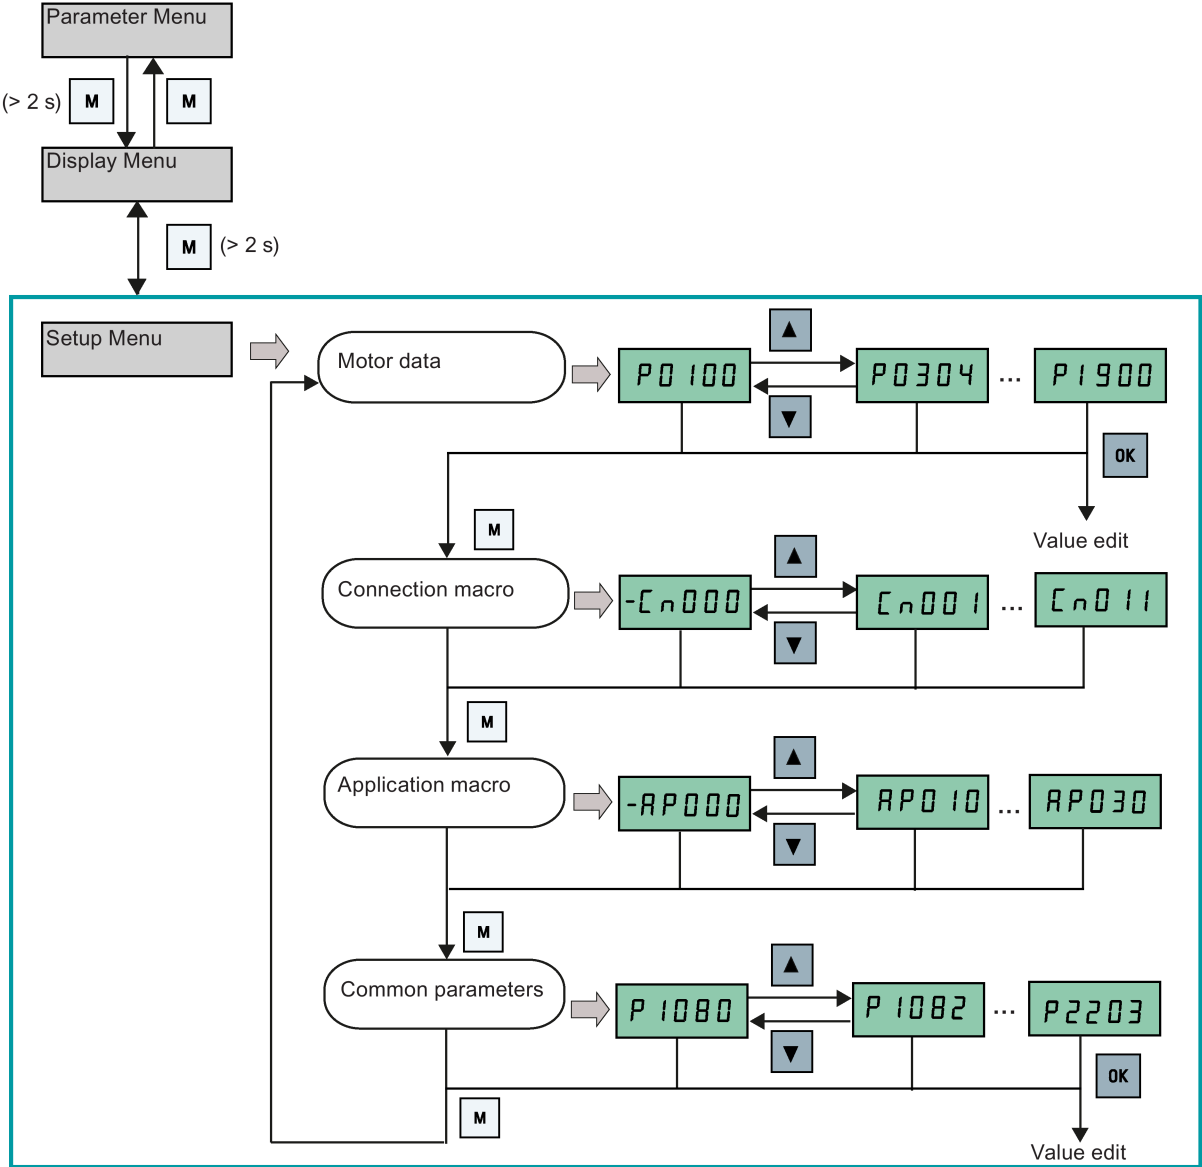 Parameter Menu
(> 2 s) M M
Display Menu
M (> 2 s)
Setup Menu
▲
Motor data
P0100 P0304 ... P1900
▼
OK
M
Value edit
▲
Connection macro
-Cn000 Cn001 ... Cn011
▼
M
▲
Application macro
-AP000 AP010 ... AP030
▼
M
▲
Common parameters
P1080 P1082 ... P2203
▼
OK
M
Value edit